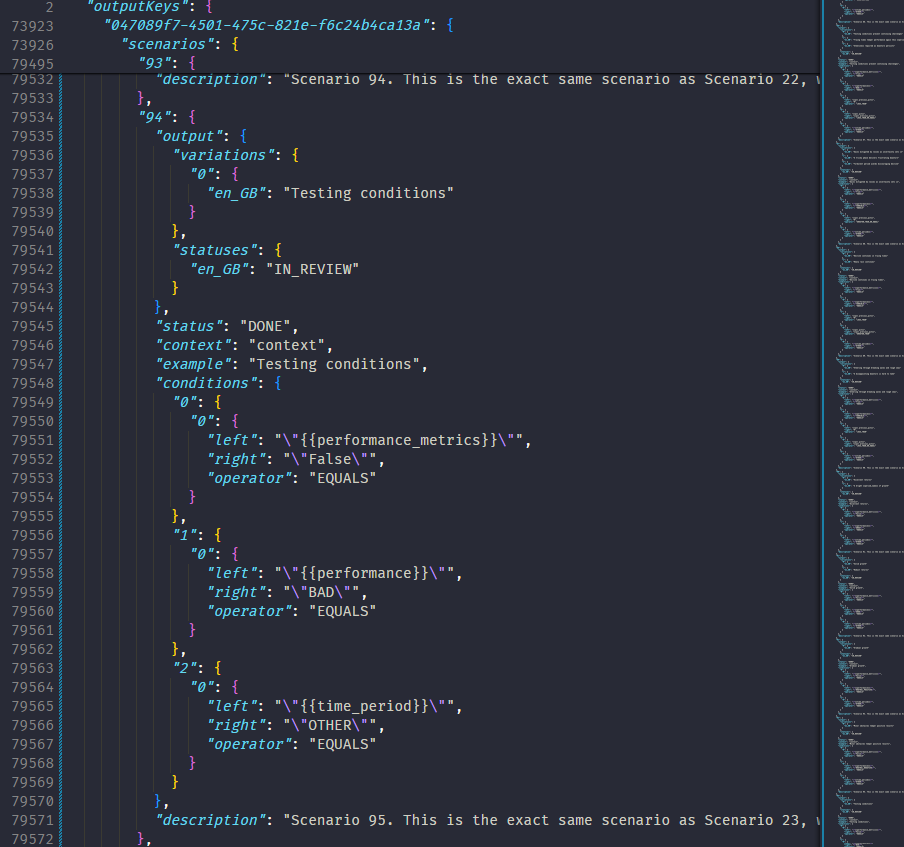 2 "outputKeys": {
73923 "047089f7-4501-475c-821e-f6c24b4ca13a": {
73926 "scenarios": {
79495 "93": {
79532 "description": "Scenario 94. This is the exact same scenario as Scenario 22,
79533 },
79534 "94": {
79535 "output": {
79536 "variations": {
79537 "0": {
79538 "en_GB": "Testing conditions"
79539 }
79540 },
79541 "statuses": {
79542 "en_GB": "IN_REVIEW"
79543 }
79544 },
79545 "status": "DONE",
79546 "context": "context",
79547 "example": "Testing conditions",
79548 "conditions": {
79549 "0": {
79550 "0": {
79551 "left": "\"{{performance_metrics}}\"",
79552 "right": "\"False\"",
79553 "operator": "EQUALS"
79554 }
79555 },
79556 "1": {
79557 "0": {
79558 "left": "\"{{performance}}\"",
79559 "right": "\"BAD\"",
79560 "operator": "EQUALS"
79561 }
79562 },
79563 "2": {
79564 "0": {
79565 "left": "\"{{time_period}}\"",
79566 "right": "\"OTHER\"",
79567 "operator": "EQUALS"
79568 }
79569 }
79570 },
79571 "description": "Scenario 95. This is the exact same scenario as Scenario 23,
79572 },